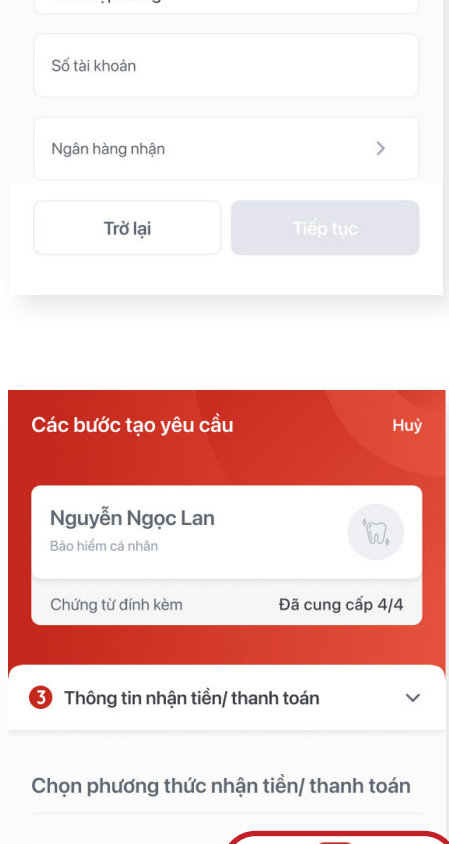 Số tài khoản
Ngân hàng nhận
Trở lại
Tiếp tục
Các bước tạo yêu cầu
Huỷ
Nguyễn Ngọc Lan
Bảo hiểm cá nhân
Chứng từ đính kèm
Đã cung cấp 4/4
3 Thông tin nhận tiền/ thanh toán
Chọn phương thức nhận tiền/ thanh toán